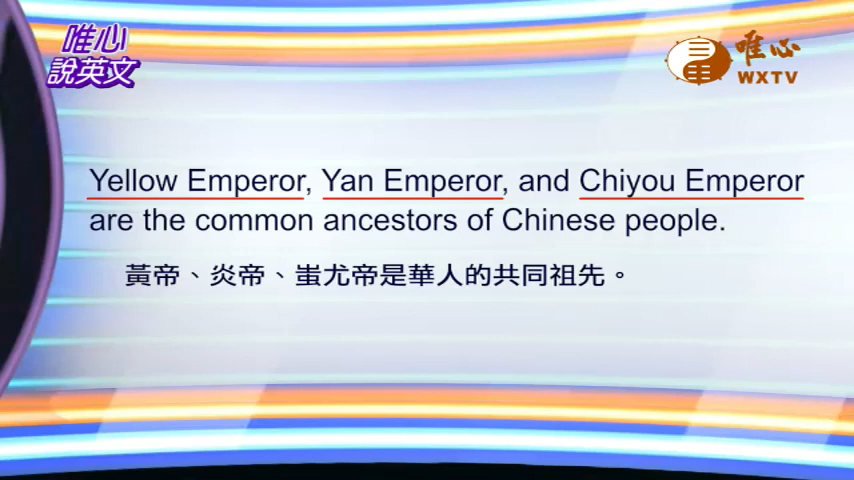 唯心
說英文
唯心
WXTV
Yellow Emperor, Yan Emperor, and Chiyou Emperor
are the common ancestors of Chinese people.
黃帝、炎帝、蚩尤帝是華人的共同祖先。